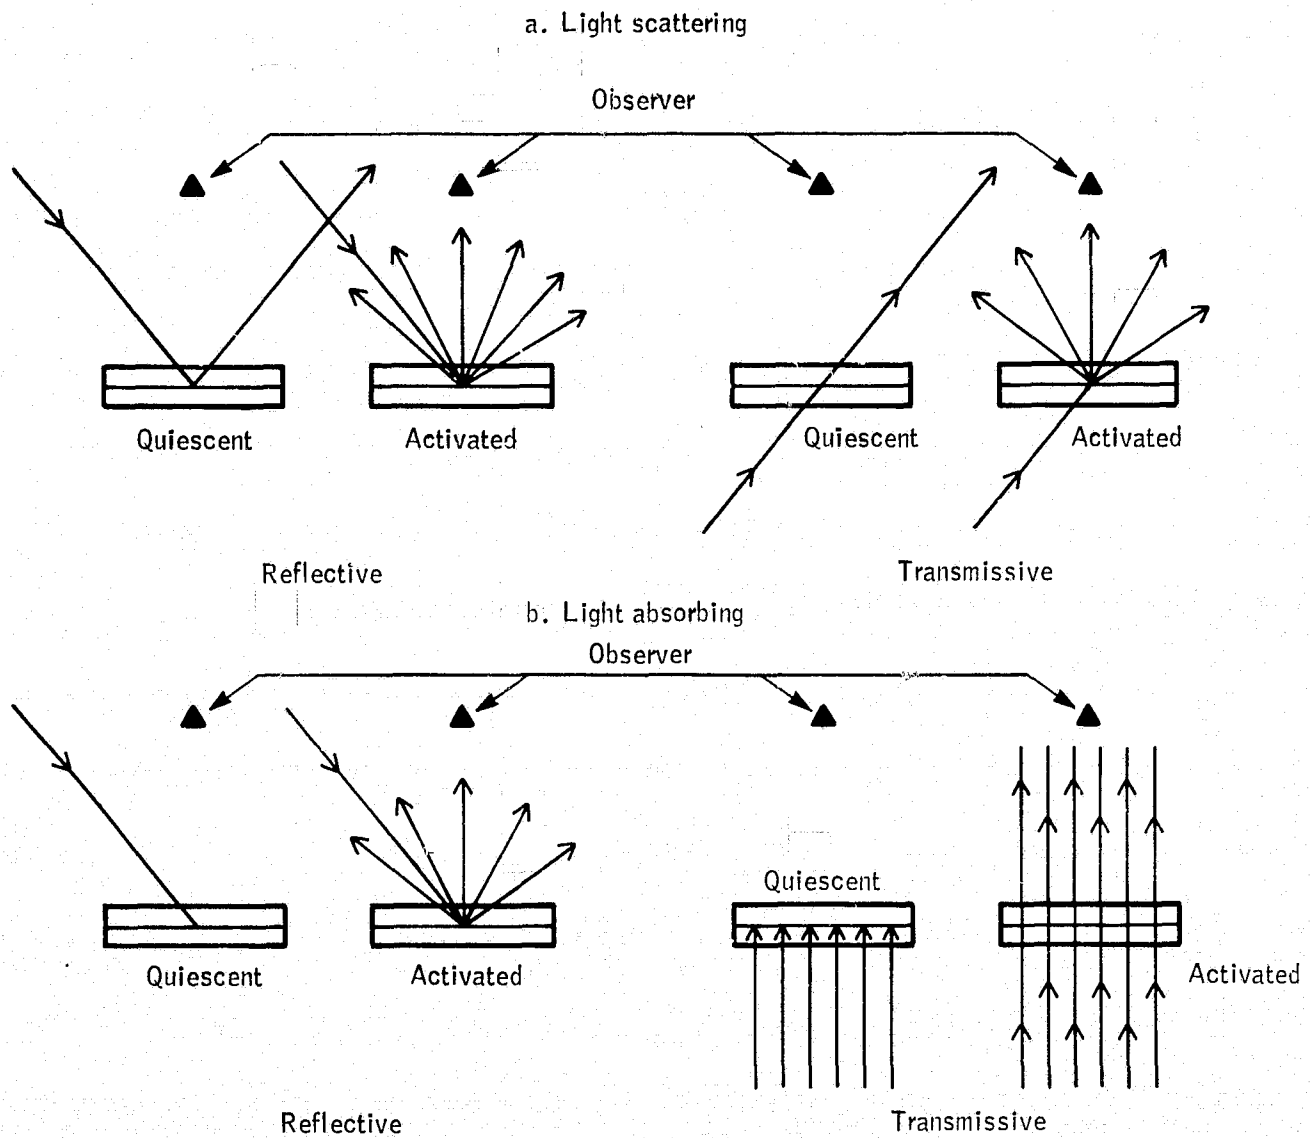 a. Light scattering
Observer
Quiescent
Activated
Quiescent
Activated
Reflective
Transmissive
b. Light absorbing
Observer
Quiescent
Activated
Quiescent
Activated
Reflective
Transmissive